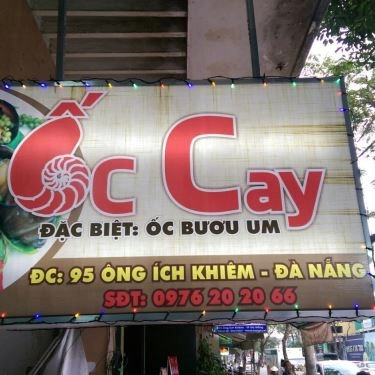 Ốc Cay
ĐẶC BIỆT: ỐC BƯƠU UM
ĐC: 95 ÔNG ÍCH KHIÊM - ĐÀ NẴNG
SĐT: 0976 20 20 66